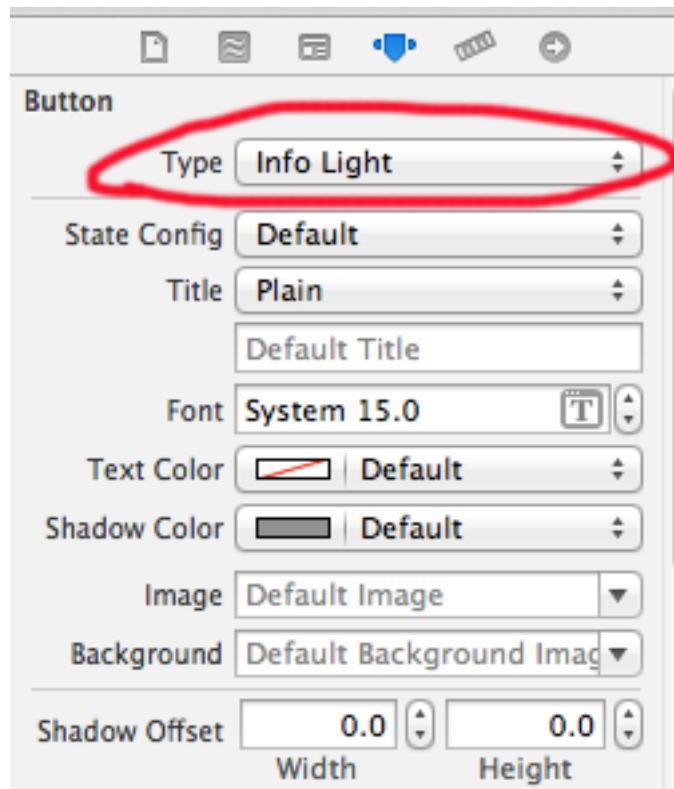 Button
Type Info Light
State Config Default
Title Plain
Default Title
Font System 15.0 T
Text Color Default
Shadow Color Default
Image Default Image
Background Default Background Imag
Shadow Offset 0.0 0.0
Width Height